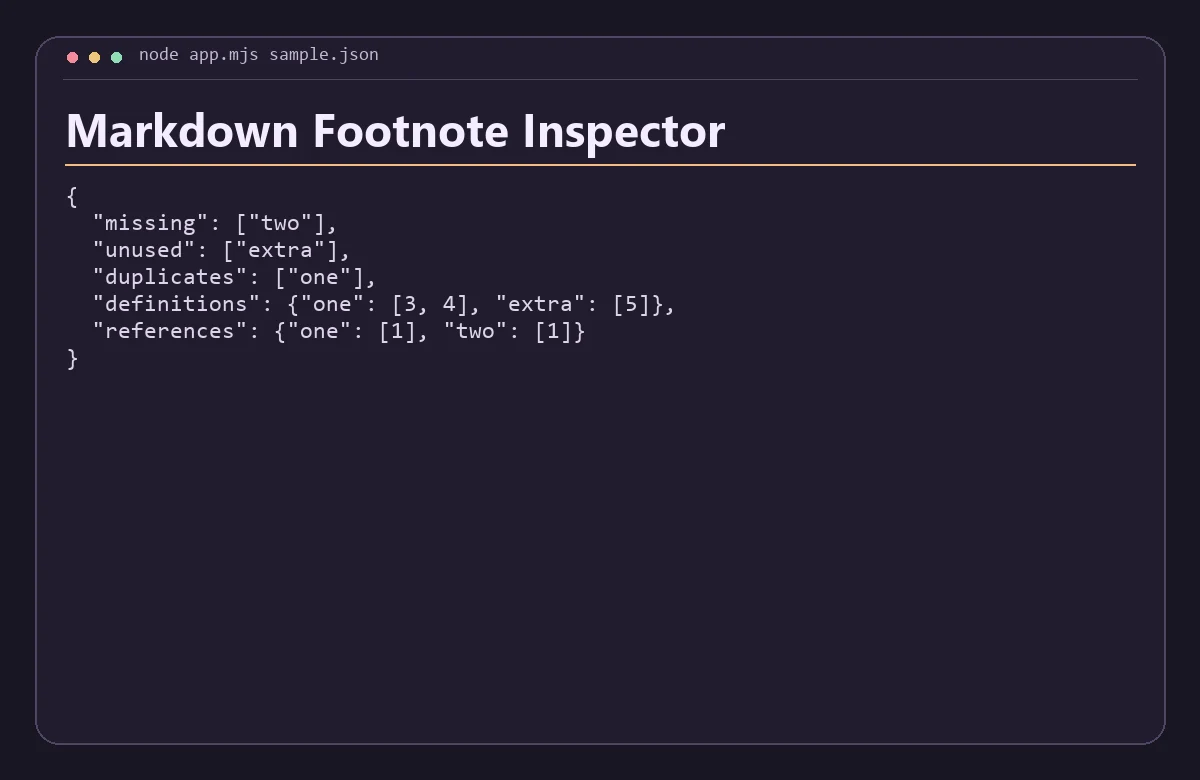 node app.mjs sample.json
Markdown Footnote Inspector
{
  "missing": ["two"],
  "unused": ["extra"],
  "duplicates": ["one"],
  "definitions": {"one": [3, 4], "extra": [5]},
  "references": {"one": [1], "two": [1]}
}